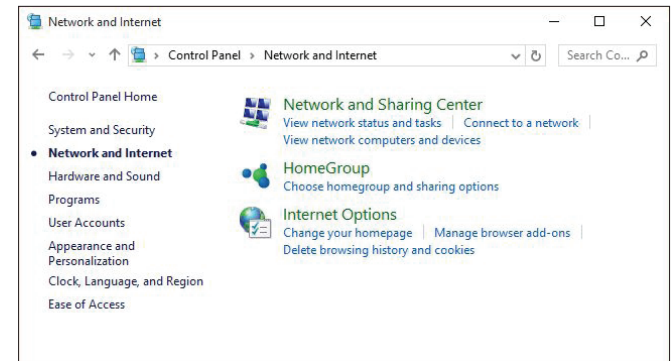 Network and Internet
Control Panel > Network and Internet
Search Co...
Control Panel Home
System and Security
Network and Internet
Hardware and Sound
Programs
User Accounts
Appearance and
Personalization
Clock, Language, and Region
Ease of Access
Network and Sharing Center
View network status and tasks | Connect to a network |
View network computers and devices
HomeGroup
Choose homegroup and sharing options
Internet Options
Change your homepage | Manage browser add-ons |
Delete browsing history and cookies